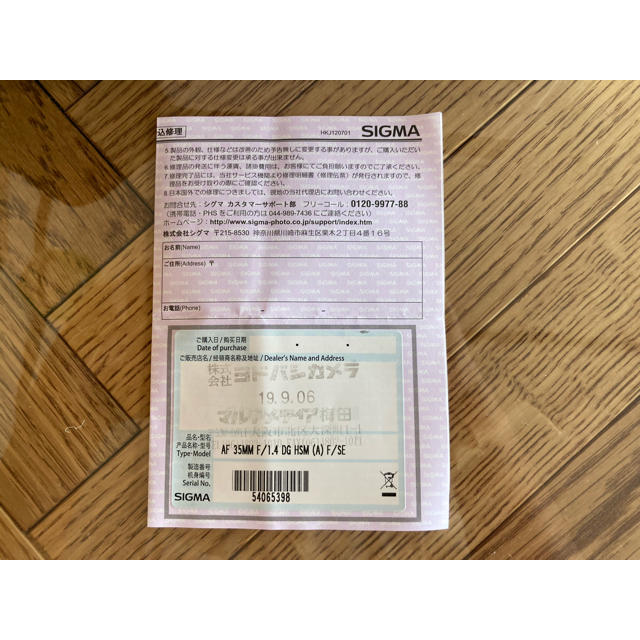 込修理 HKJ120701 SIGMA
5.製品の外観、仕様などは改善のため予告無しに変更する事がありますが、ご購入いただい
た製品に対する仕様変更は承る事が出来ません。
6.修理品の発送に伴う運賃、諸掛費用は、お客様にてご負担願いますのでご了承ください。
7.修理完了品には、当社サービス機関より修理明細書(修理伝票)が発行されますので、修
理品をお受け取りの際にご確認ください。
8.日本国外での修理につきましては、現地の当社代理店にお問い合わせください。
お問合せ先:シグマ カスタマーサポート部 フリーコール:0120-9977-88
(携帯電話・PHS をご利用の方は 044-989-7436 にご連絡ください)
ホームページ:http://www.sigma-photo.co.jp/support/index.htm
株式会社シグマ 〒215-8530 神奈川県川崎市麻生区栗木2丁目4番16号
お名前(Name)
ご住所(Address) 〒
お電話(Phone) - -
ご購入日/购买日期
Date of purchase ・ ・
ご販売店名/经销商名称及地址/Dealer's Name and Address
株式会社 ヨドバシカメラ
19.9.06
マルチメディア梅田
品名・型名
产品名称・型号
Type・Model AF 35MM F/1.4 DG HSM (A) F/SE
製造番号
机身编号
Serial No.
SIGMA 54065398